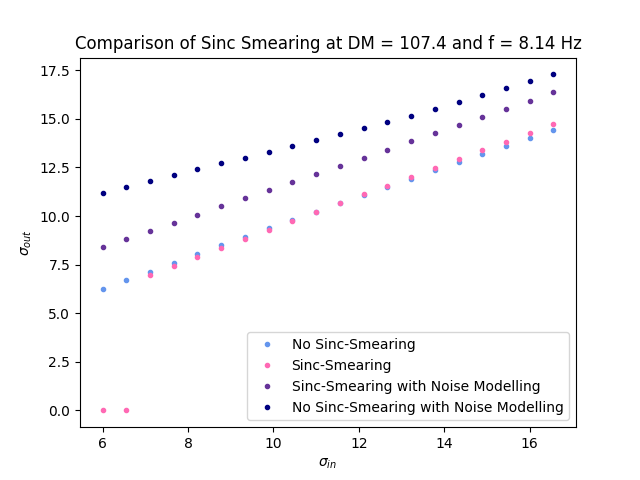 Comparison of Sinc Smearing at DM = 107.4 and f = 8.14 Hz
17.5
15.0
12.5
10.0
7.5
5.0
2.5
0.0
σout
No Sinc-Smearing
Sinc-Smearing
Sinc-Smearing with Noise Modelling
No Sinc-Smearing with Noise Modelling
6 8 10 12 14 16
σin